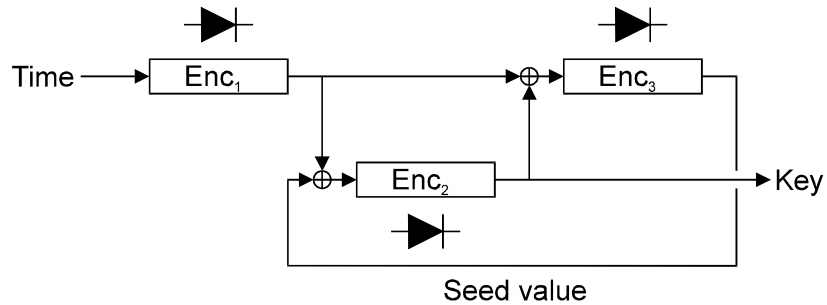 Time
Enc₁
Enc₃
Enc₂
Key
Seed value